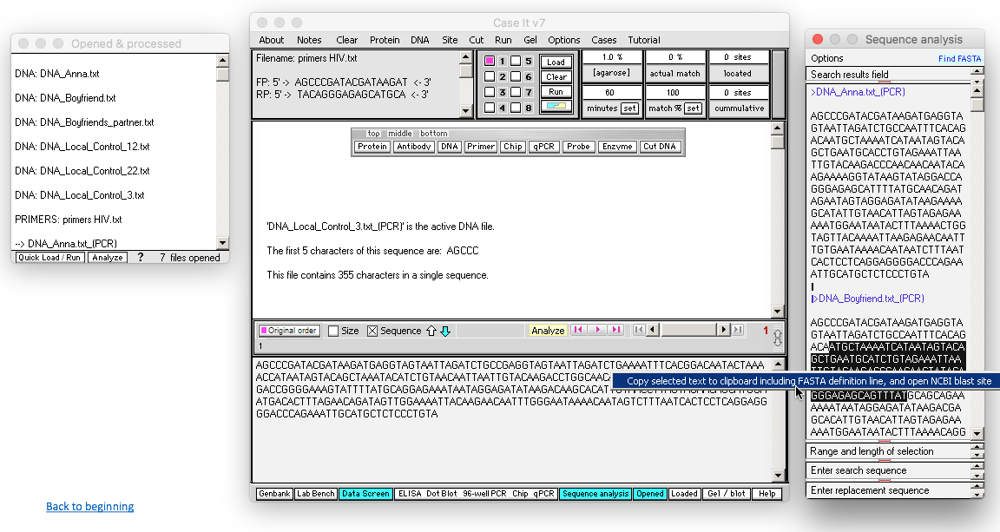 Opened & processed
DNA: DNA_Anna.txt
DNA: DNA_Boyfriend.txt
DNA: DNA_Boyfriends_partner.txt
DNA: DNA_Local_Control_12.txt
DNA: DNA_Local_Control_22.txt
DNA: DNA_Local_Control_3.txt
PRIMERS: primers HIV.txt
--> DNA_Anna.txt_(PCR)
Quick Load / Run Analyze ? 7 files opened
Back to beginning
Case It v7
About Notes Clear Protein DNA Site Cut Run Gel Options Cases Tutorial
Filename: primers HIV.txt
FP: 5' -> AGCCCGATACGATAAGAT <- 3'
RP: 5' -> TACAGGGAGAGCATGCA <- 3'
1 5 Load
2 6 Clear
3 7 Run
4 8
1.0 % 0 % 0 sites
[agarose] actual match located
60 100 0 sites
minutes set match % set cummulative
top middle bottom
Protein Antibody DNA Primer Chip qPCR Probe Enzyme Cut DNA
'DNA_Local_Control_3.txt_(PCR)' is the active DNA file.
The first 5 characters of this sequence are: AGCCC
This file contains 355 characters in a single sequence.
Original order Size Sequence Analyze 1
1
AGCCCGATACGATAAGATGAGGTAGTAATTAGATCTGCCGAGGTAGTAATTAGATCTGAAAATTTCACGGACAATACTAAA
ACCATAATAGTACAGCTAAATACATCTGTAACAATTAATTGTACAAGACCTGGCAAC
GACCGGGGAAAGTATTTTATGCAACAGGAGATATAATAGGAGATATAAGACAAGCACAT
ATGACACTTTAGAACAGATAGTTGGAAAATTACAAGAACAATTTGGGAATAAAACAATAGTCTTTAATCACTCCTCAGGAGG
GGACCCAGAAATTGCATGCTCTCCCTGTA
Copy selected text to clipboard including FASTA definition line, and open NCBI blast site
Genbank Lab Bench Data Screen ELISA Dot Blot 96-well PCR Chip qPCR Sequence analysis Opened Loaded Gel / blot Help
Sequence analysis
Options Find FASTA
Search results field
>DNA_Anna.txt_(PCR)
AGCCCGATACGATAAGATGAGGTA
GTAATTAGATCTGCCAATTTCACAG
ACAATGCTAAAATCATAATAGTACA
GCTGAATGCACCTGTAGAAATTAA
TTGTACAAGACCCAACAACAATACA
AGAAAAGGTATAAGTATAGGACCA
GGGAGAGCATTTTATGCAACAGAT
AGAATAGTAGGAGATATAAGAAAA
GCATATTGTAACATTAGTAGAGAA
AAATGGAATAATACTTTAAAACTGG
TAGTTACAAAATTAAGAGAACAATT
TGTGAATAAAACAATAATCTTTAAT
CACTCCTCAGGAGGGGACCCAGAA
ATTGCATGCTCTCCCTGTA
>DNA_Boyfriend.txt_(PCR)
AGCCCGATACGATAAGATGAGGTA
GTAATTAGATCTGCCAATTTCACAG
ACAATGCTAAAATCATAATAGTACA
GCTGAATGCATCTGTAGAAATTAA
GGGAGAGCAGTTTATGCAGCAGAA
AAAATAATAGGAGATATAAGACGA
GCACATTGTAACATTAGTAGAGAA
AAATGGAATAATACTTTAAAACAGG
Range and length of selection
Enter search sequence
Enter replacement sequence